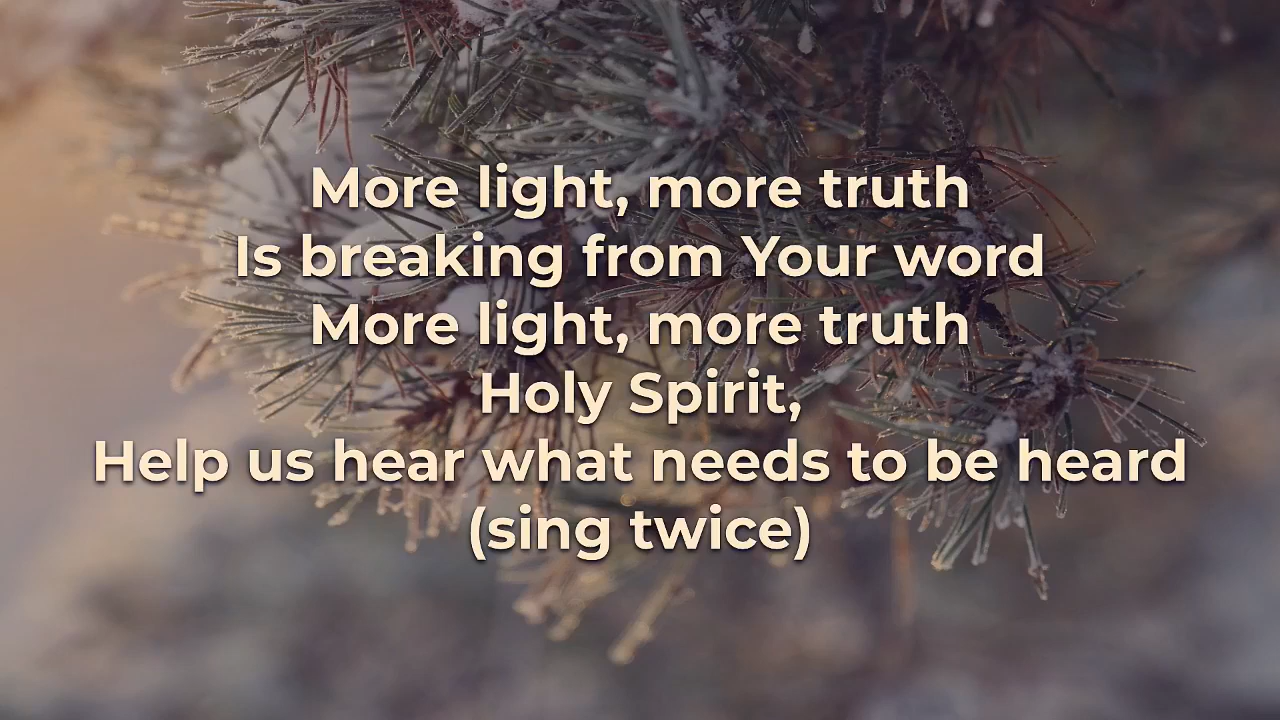 More light, more truth
Is breaking from Your word
More light, more truth
Holy Spirit,
Help us hear what needs to be heard
(sing twice)